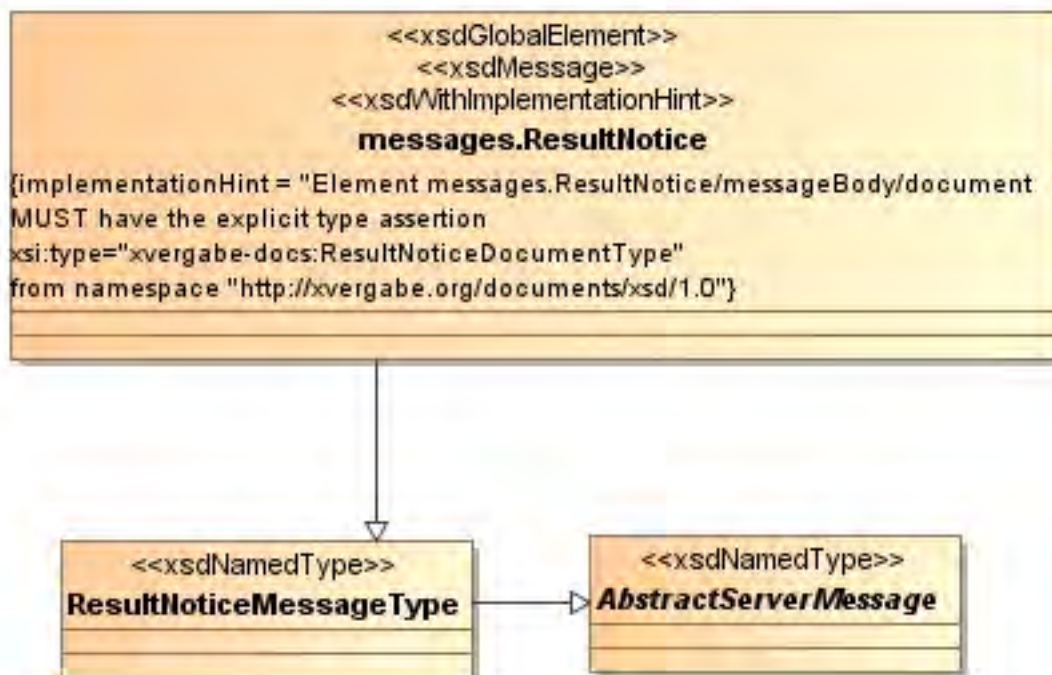 <<xsdGlobalElement>>
<<xsdMessage>>
<<xsdWithImplementationHint>>
messages.ResultNotice
{implementationHint = "Element messages.ResultNotice/messageBody/document
MUST have the explicit type assertion
xsi:type="xvergabe-docs:ResultNoticeDocumentType"
from namespace "http://xvergabe.org/documents/xsd/1.0"}
<<xsdNamedType>>
ResultNoticeMessageType
<<xsdNamedType>>
AbstractServerMessage